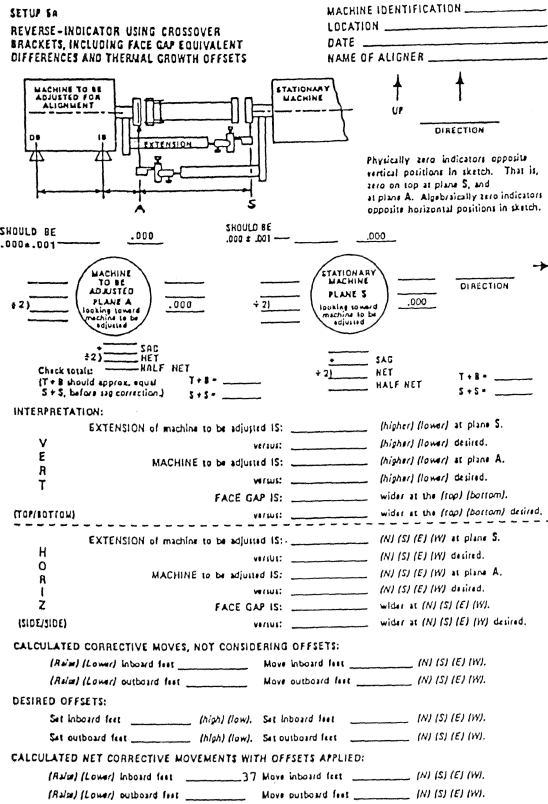 SETUP 5A
REVERSE-INDICATOR USING CROSSOVER
BRACKETS, INCLUDING FACE GAP EQUIVALENT
DIFFERENCES AND THERMAL GROWTH OFFSETS
MACHINE IDENTIFICATION
LOCATION
DATE
NAME OF ALIGNER
MACHINE TO BE
ADJUSTED FOR
ALIGNMENT
STATIONARY
MACHINE
OB
IB
EXTENSION
A
S
UP
DIRECTION
Physically zero indicators opposite
vertical positions in sketch. That is,
zero on top at plane S, and
at plane A. Algebraically zero indicators
opposite horizontal positions in sketch.
SHOULD BE
.000±.001
.000
SHOULD BE
.000 ± .001
.000
MACHINE
TO BE
ADJUSTED
PLANE A
looking toward
machine to be
adjusted
÷2)
.000
STATIONARY
MACHINE
PLANE S
looking toward
machine to be
adjusted
÷2)
.000
DIRECTION
+ SAG
÷2) NET
HALF NET
+ SAG
÷2) NET
HALF NET
Check totals:
(T + B should approx. equal
S + S, before sag correction.)
T + B =
S + S =
T + B =
S + S =
INTERPRETATION:
VERT
EXTENSION of machine to be adjusted IS: (higher) (lower) at plane S.
versus: (higher) (lower) desired.
MACHINE to be adjusted IS: (higher) (lower) at plane A.
versus: (higher) (lower) desired.
FACE GAP IS: wider at the (top) (bottom).
(TOP/BOTTOM) versus: wider at the (top) (bottom) desired.
HORIZ
EXTENSION of machine to be adjusted IS: (N) (S) (E) (W) at plane S.
versus: (N) (S) (E) (W) desired.
MACHINE to be adjusted IS: (N) (S) (E) (W) at plane A.
versus: (N) (S) (E) (W) desired.
FACE GAP IS: wider at (N) (S) (E) (W).
(SIDE/SIDE) versus: wider at (N) (S) (E) (W) desired.
CALCULATED CORRECTIVE MOVES, NOT CONSIDERING OFFSETS:
(Raise) (Lower) inboard feet Move inboard feet (N) (S) (E) (W).
(Raise) (Lower) outboard feet Move outboard feet (N) (S) (E) (W).
DESIRED OFFSETS:
Set inboard feet (high) (low). Set inboard feet (N) (S) (E) (W).
Set outboard feet (high) (low). Set outboard feet (N) (S) (E) (W).
CALCULATED NET CORRECTIVE MOVEMENTS WITH OFFSETS APPLIED:
(Raise) (Lower) inboard feet 37 Move inboard feet (N) (S) (E) (W).
(Raise) (Lower) outboard feet Move outboard feet (N) (S) (E) (W).